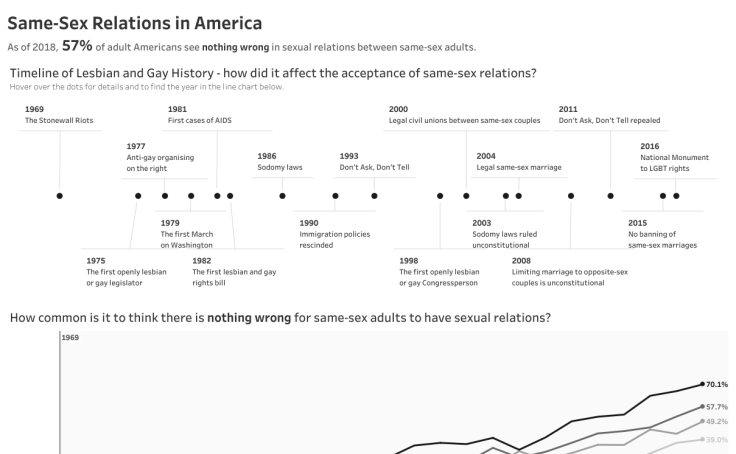 Same-Sex Relations in America
As of 2018, 57% of adult Americans see nothing wrong in sexual relations between same-sex adults.
Timeline of Lesbian and Gay History - how did it affect the acceptance of same-sex relations?
Hover over the dots for details and to find the year in the line chart below.
1969
The Stonewall Riots
1981
First cases of AIDS
2000
Legal civil unions between same-sex couples
2011
Don't Ask, Don't Tell repealed
1977
Anti-gay organising
on the right
1986
Sodomy laws
1993
Don't Ask, Don't Tell
2004
Legal same-sex marriage
2016
National Monument
to LGBT rights
1979
The first March
on Washington
1990
Immigration policies
rescinded
2003
Sodomy laws ruled
unconstitutional
2015
No banning of
same-sex marriages
1975
The first openly lesbian
or gay legislator
1982
The first lesbian and gay
rights bill
1998
The first openly lesbian
or gay Congressperson
2008
Limiting marriage to opposite-sex
couples is unconstitutional
How common is it to think there is nothing wrong for same-sex adults to have sexual relations?
1969
70.1%
57.7%
49.2%
39.0%